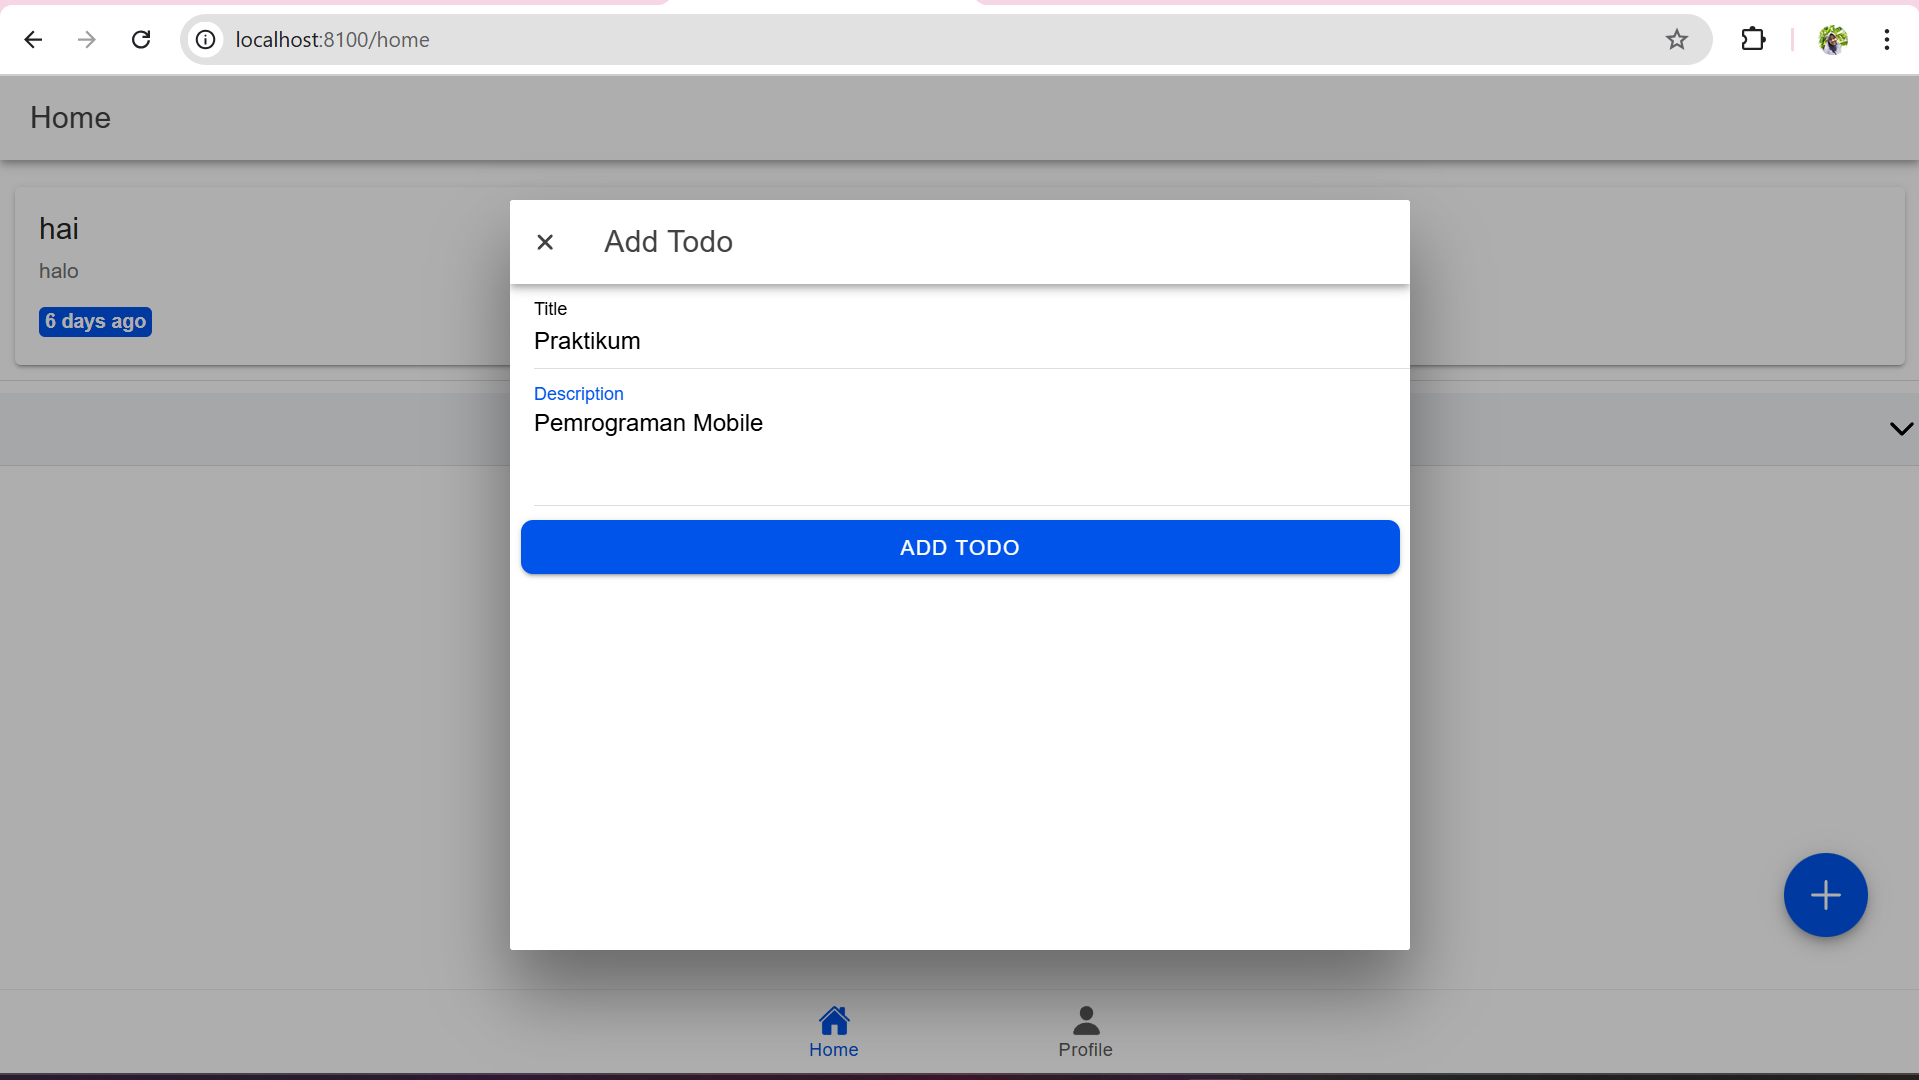 localhost:8100/home
Home
hai
halo
6 days ago
Add Todo
Title
Praktikum
Description
Pemrograman Mobile
ADD TODO
Home
Profile